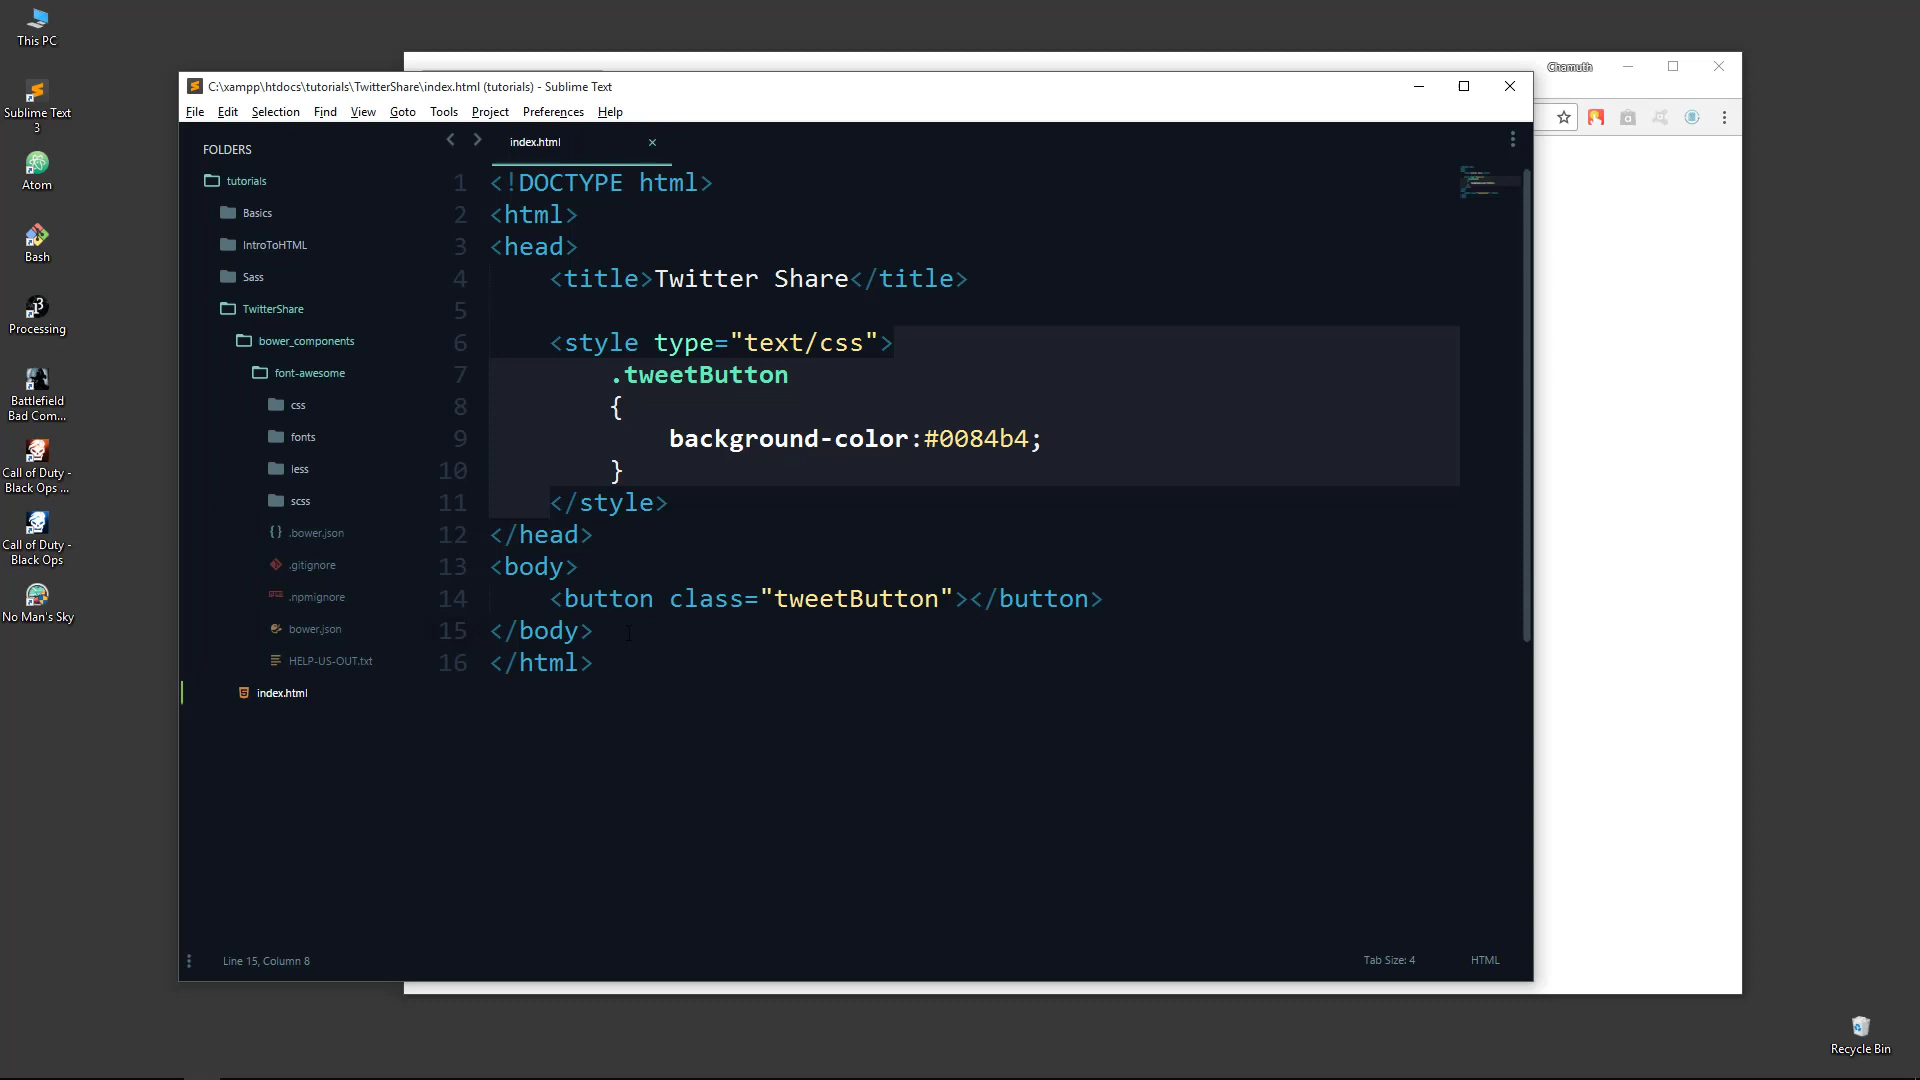 This PC
Sublime Text
3
Atom
Bash
Processing
Battlefield
Bad Com...
Call of Duty -
Black Ops ...
Call of Duty -
Black Ops
No Man's Sky
Recycle Bin
Chamuth
C:\xampp\htdocs\tutorials\TwitterShare\index.html (tutorials) - Sublime Text
File Edit Selection Find View Goto Tools Project Preferences Help
FOLDERS
tutorials
Basics
IntroToHTML
Sass
TwitterShare
bower_components
font-awesome
css
fonts
less
scss
.bower.json
.gitignore
.npmignore
bower.json
HELP-US-OUT.txt
index.html
index.html
1 <!DOCTYPE html>
2 <html>
3 <head>
4     <title>Twitter Share</title>
5
6     <style type="text/css">
7         .tweetButton
8         {
9             background-color:#0084b4;
10         }
11     </style>
12 </head>
13 <body>
14     <button class="tweetButton"></button>
15 </body>
16 </html>
Line 15, Column 8
Tab Size: 4
HTML